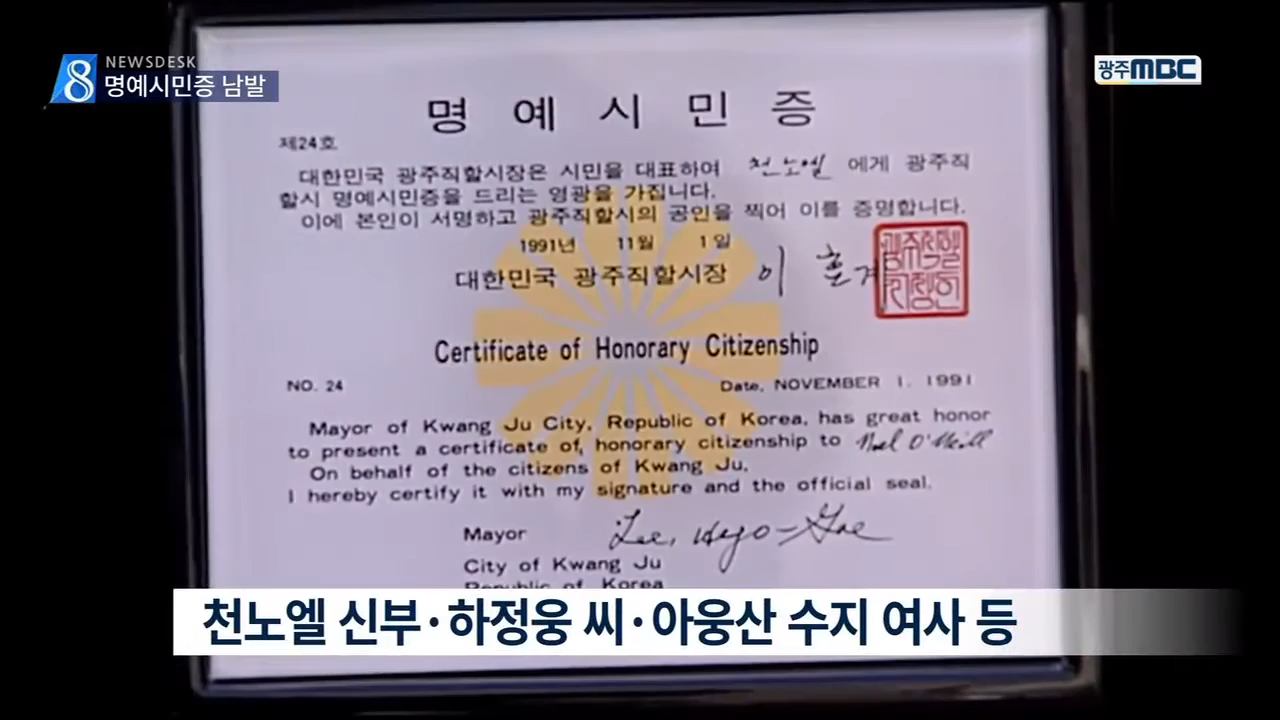 NEWSDESK
8 명예시민증 남발
광주MBC
명 예 시 민 증
제24호
대한민국 광주직할시장은 시민을 대표하여 천노엘 에게 광주직
할시 명예시민증을 드리는 영광을 가집니다.
이에 본인이 서명하고 광주직할시의 공인을 찍어 이를 증명합니다.
1991년 11월 1일
대한민국 광주직할시장 이 효계
Certificate of Honorary Citizenship
NO. 24 Date, NOVEMBER 1. 1991
Mayor of Kwang Ju City, Republic of Korea, has great honor
to present a certificate of, honorary citizenship to Noel O'Neill
On behalf of the citizens of Kwang Ju,
I hereby certify it with my signature and the official seal.
Mayor Lee, Hyo-Gae
City of Kwang Ju
Republic of Korea
천노엘 신부·하정웅 씨·아웅산 수지 여사 등